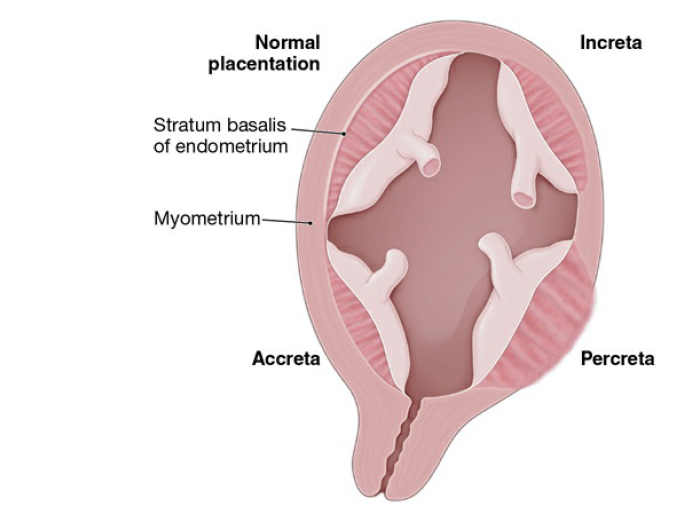 Normal
placentation
Increta
Stratum basalis
of endometrium
Myometrium
Accreta
Percreta